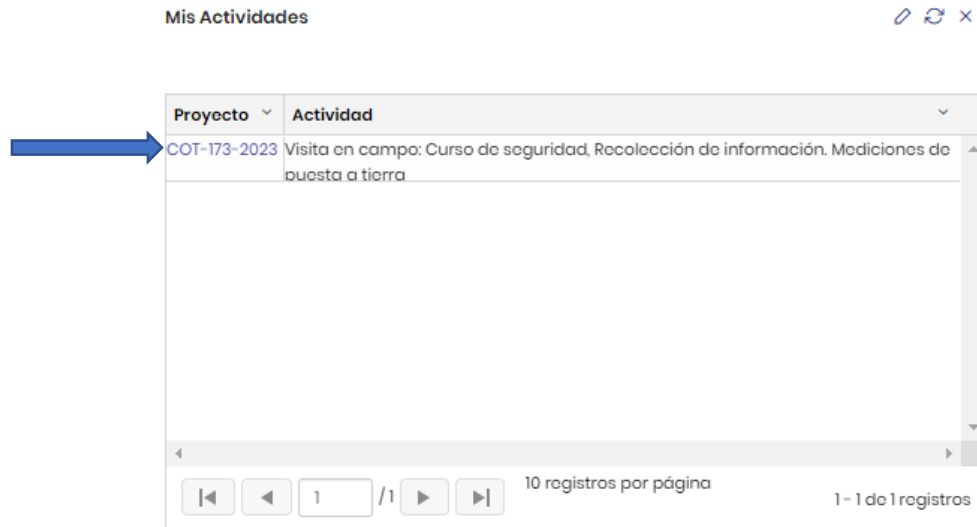 Mis Actividades
Proyecto Actividad
COT-173-2023 Visita en campo: Curso de seguridad, Recolección de información. Mediciones de
puesta a tierra
1 /1 10 registros por página
1 - 1 de 1 registros